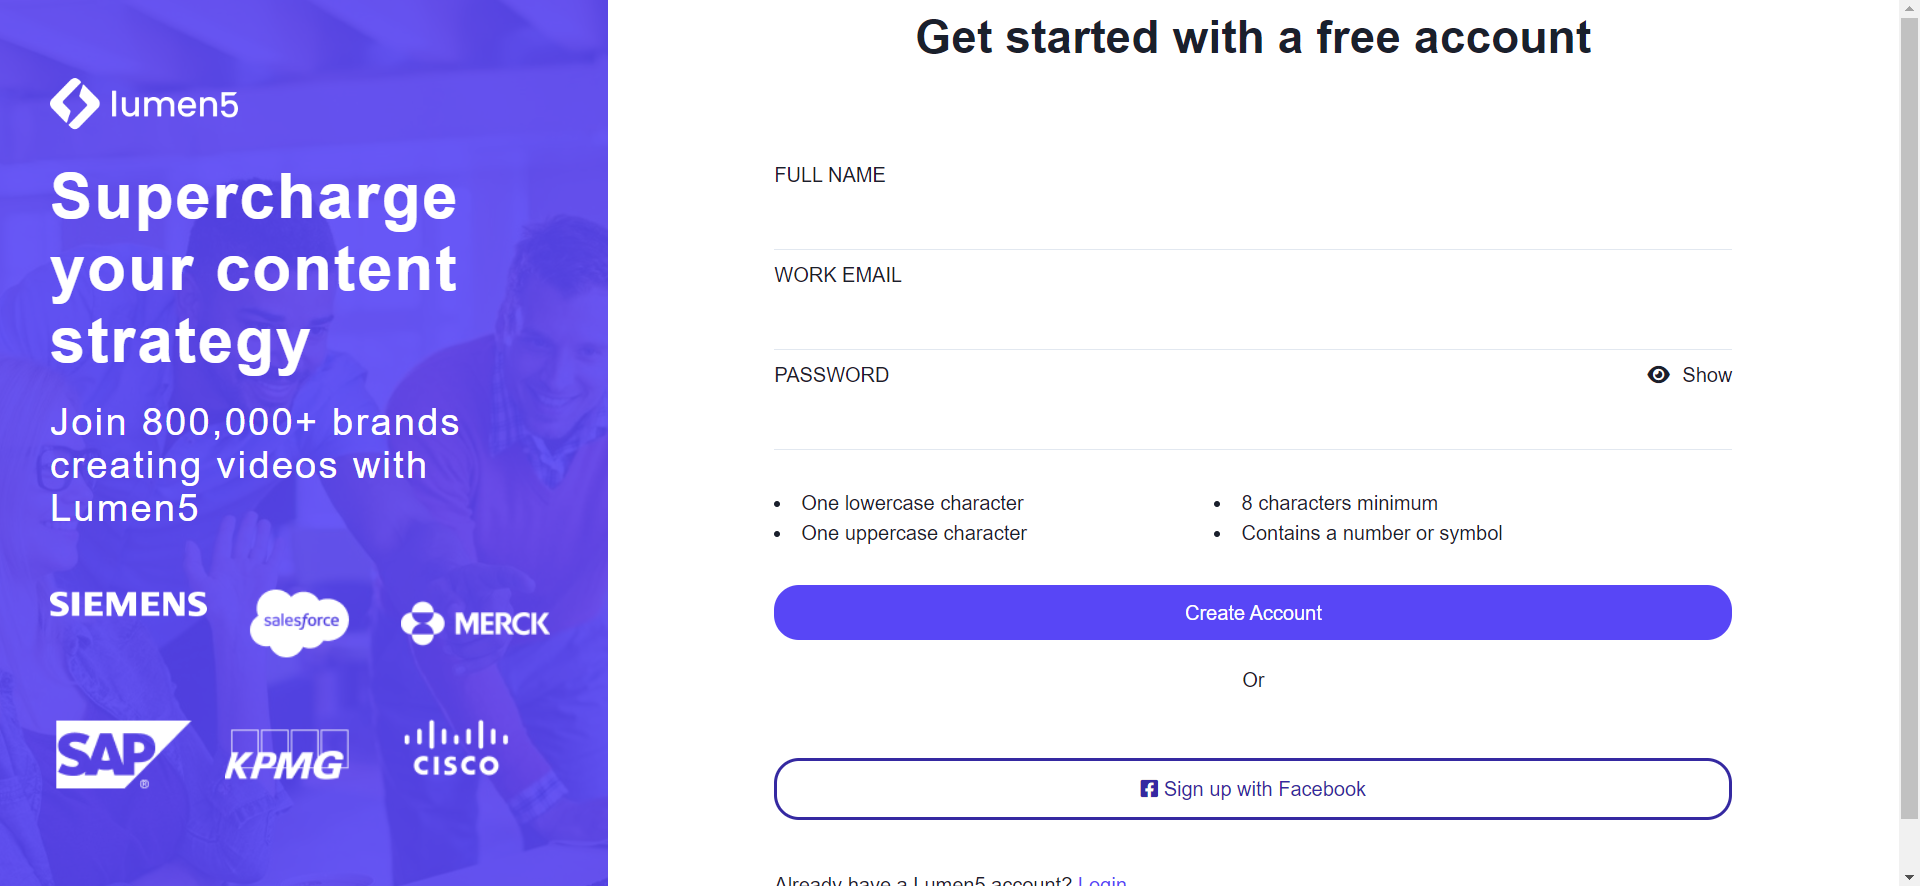 lumen5
Supercharge
your content
strategy
Join 800,000+ brands
creating videos with
Lumen5
SIEMENS
salesforce
MERCK
SAP®
KPMG
CISCO
Get started with a free account
FULL NAME
WORK EMAIL
PASSWORD
Show
One lowercase character
One uppercase character
8 characters minimum
Contains a number or symbol
Create Account
Or
Sign up with Facebook
Already have a Lumen5 account? Login